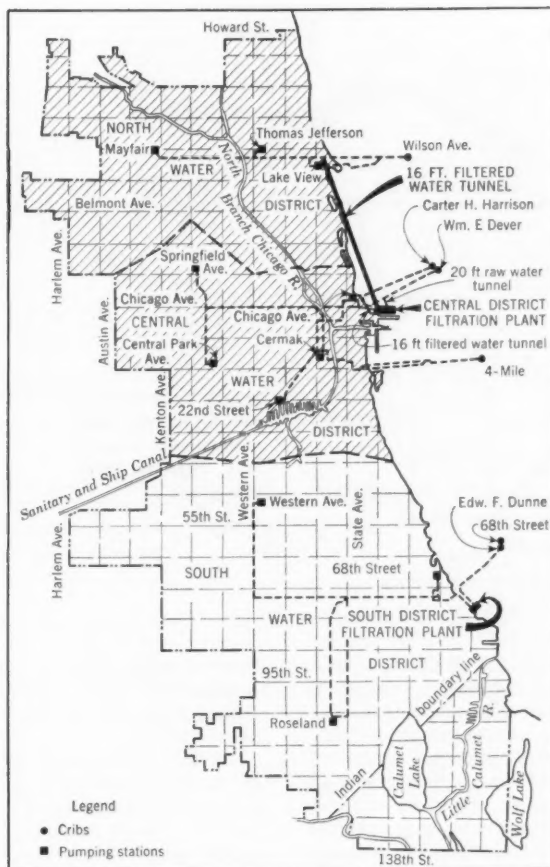 Howard St.
NORTH
Mayfair
Thomas Jefferson
Wilson Ave.
WATER
Lake View
16 FT. FILTERED
WATER TUNNEL
North
Branch Chicago R.
DISTRICT
Belmont Ave.
Carter H. Harrison
Wm. E Dever
Harlem Ave.
Springfield
Ave.
20 ft raw water
tunnel
Austin Ave.
Chicago Ave.
Chicago Ave.
CENTRAL DISTRICT
FILTRATION PLANT
CENTRAL
Central Park
Ave.
Cermak
16 ft filtered water tunnel
4-Mile
Kenton Ave.
WATER
22nd Street
DISTRICT
Sanitary and Ship Canal
Western Ave.
Western Ave.
State Ave.
Edw. F. Dunne
68th Street
55th St.
Harlem Ave.
SOUTH
68th Street
WATER
SOUTH DISTRICT
FILTRATION PLANT
95th St.
DISTRICT
Roseland
Indian
boundary line
Calumet
Lake
Little
Calumet
R.
Wolf Lake
138th St.
Legend
Cribs
Pumping stations